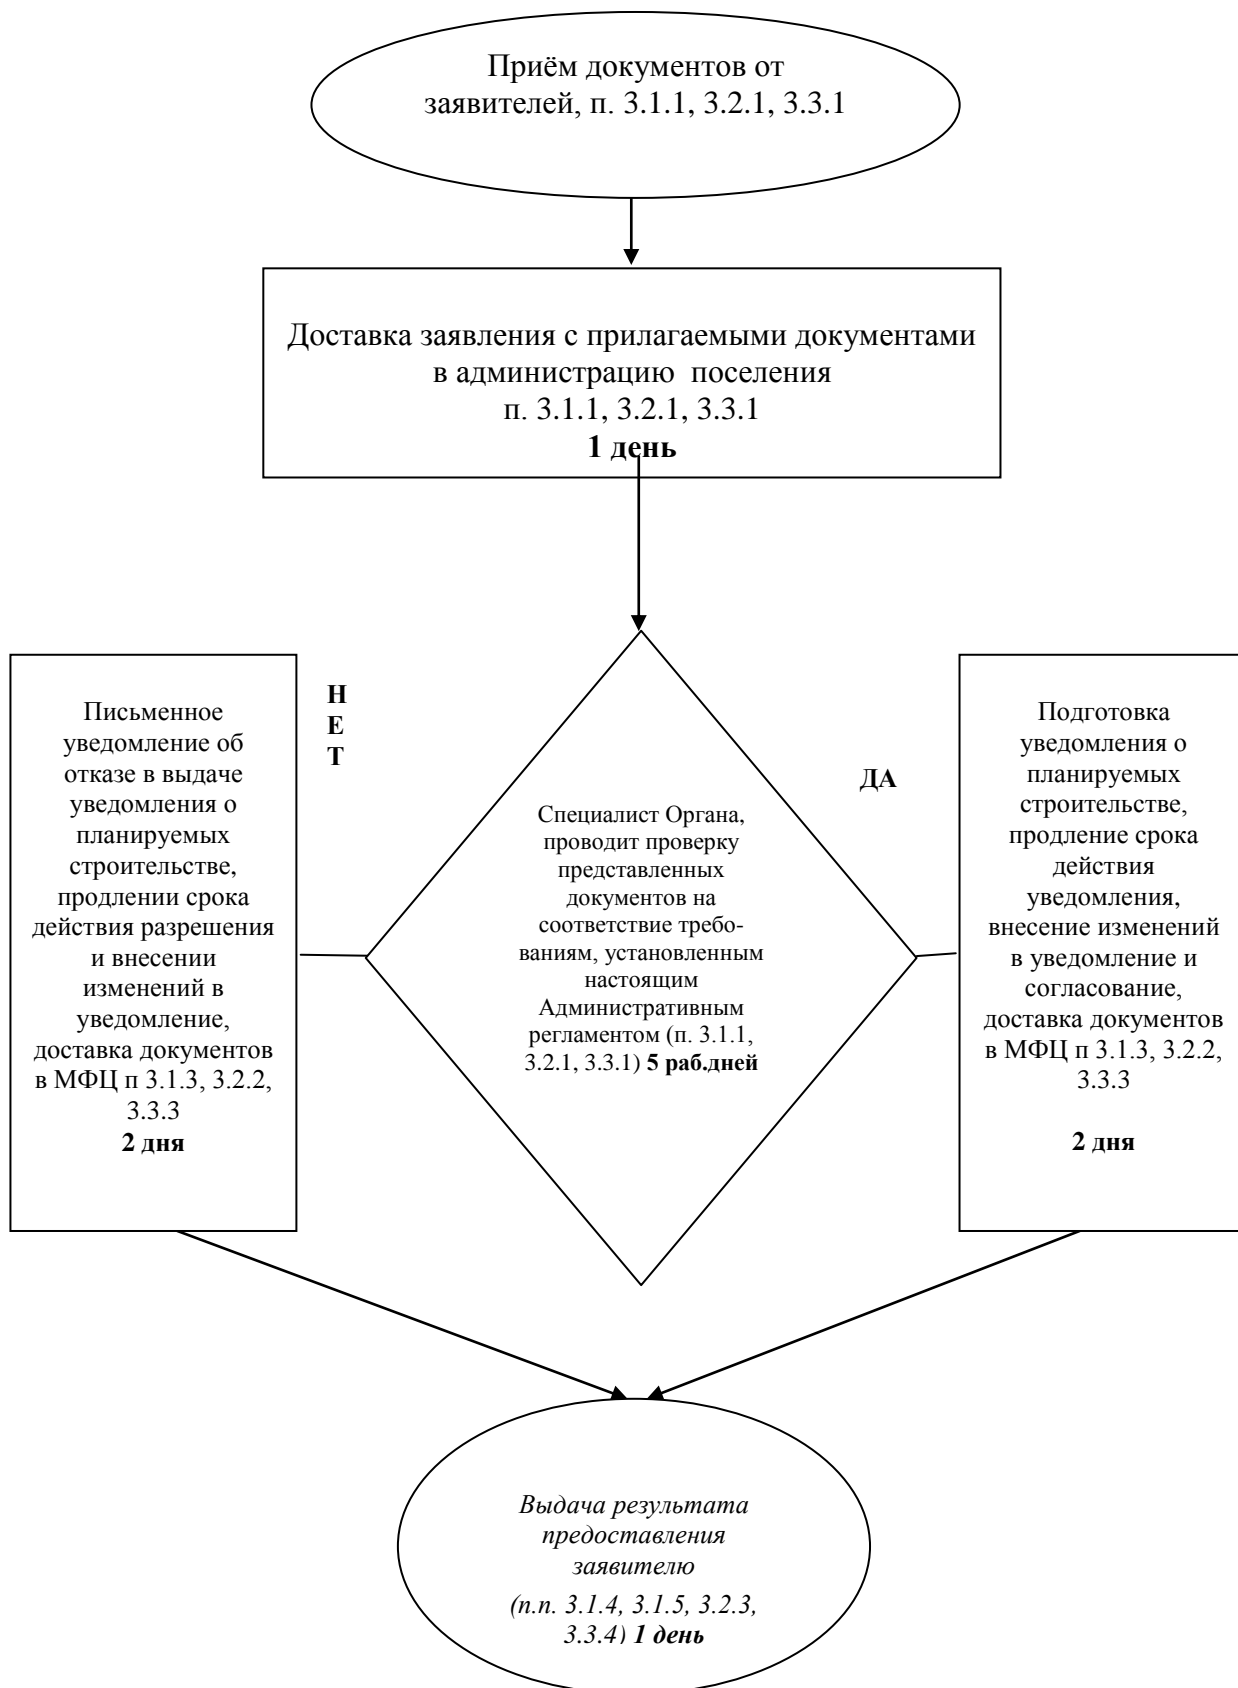 Приём документов от
заявителей, п. 3.1.1, 3.2.1, 3.3.1
Доставка заявления с прилагаемыми документами
в администрацию поселения
п. 3.1.1, 3.2.1, 3.3.1
1 день
Письменное
уведомление об
отказе в выдаче
уведомления о
планируемых
строительстве,
продлении срока
действия разрешения
и внесении
изменений в
уведомление,
доставка документов
в МФЦ п 3.1.3, 3.2.2,
3.3.3
2 дня
Н
Е
Т
Специалист Органа,
проводит проверку
представленных
документов на
соответствие требо-
ваниям, установленным
настоящим
Административным
регламентом (п. 3.1.1,
3.2.1, 3.3.1) 5 раб.дней
ДА
Подготовка
уведомления о
планируемых
строительстве,
продление срока
действия
уведомления,
внесение изменений
в уведомление и
согласование,
доставка документов
в МФЦ п 3.1.3, 3.2.2,
3.3.3
2 дня
Выдача результата
предоставления
заявителю
(п.п. 3.1.4, 3.1.5, 3.2.3,
3.3.4) 1 день